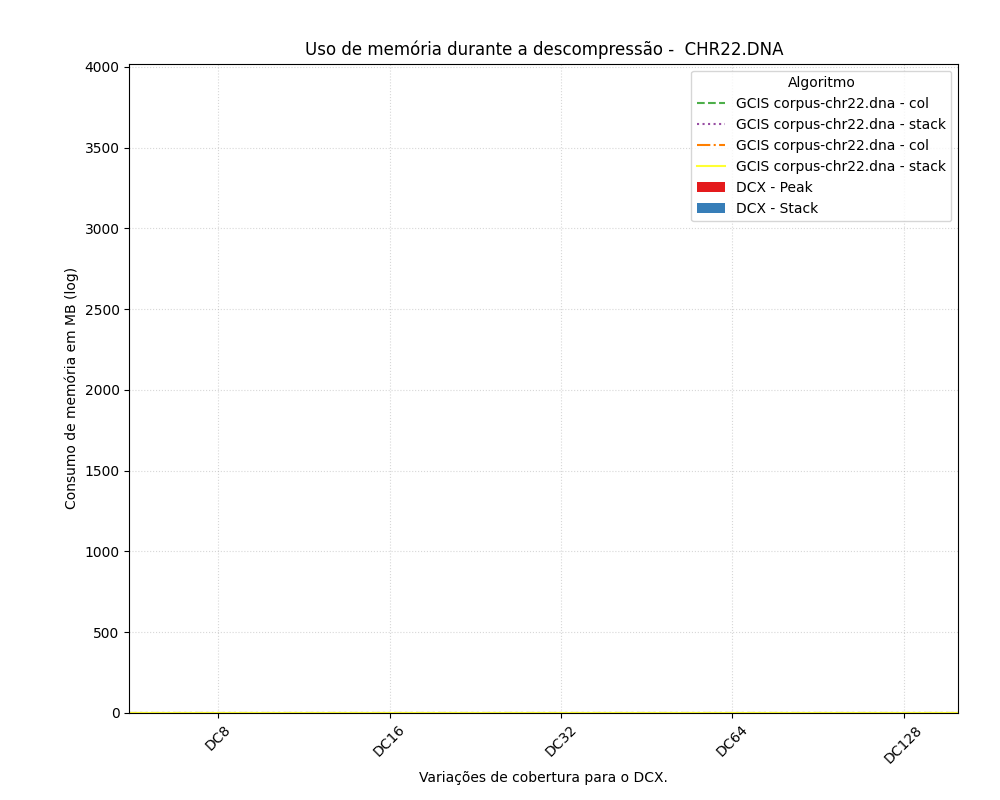 Uso de memória durante a descompressão -  CHR22.DNA
Algoritmo
GCIS corpus-chr22.dna - col
GCIS corpus-chr22.dna - stack
GCIS corpus-chr22.dna - col
GCIS corpus-chr22.dna - stack
DCX - Peak
DCX - Stack
Consumo de memória em MB (log)
4000
3500
3000
2500
2000
1500
1000
500
0
DC8
DC16
DC32
DC64
DC128
Variações de cobertura para o DCX.